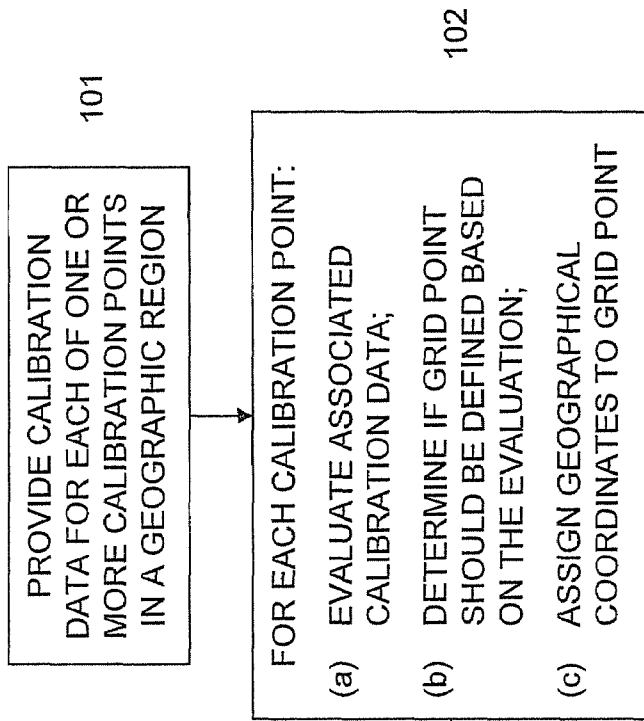 PROVIDE CALIBRATION
DATA FOR EACH OF ONE OR
MORE CALIBRATION POINTS
IN A GEOGRAPHIC REGION
101
FOR EACH CALIBRATION POINT:
(a) EVALUATE ASSOCIATED
CALIBRATION DATA;
(b) DETERMINE IF GRID POINT
SHOULD BE DEFINED BASED
ON THE EVALUATION;
(c) ASSIGN GEOGRAPHICAL
COORDINATES TO GRID POINT
102